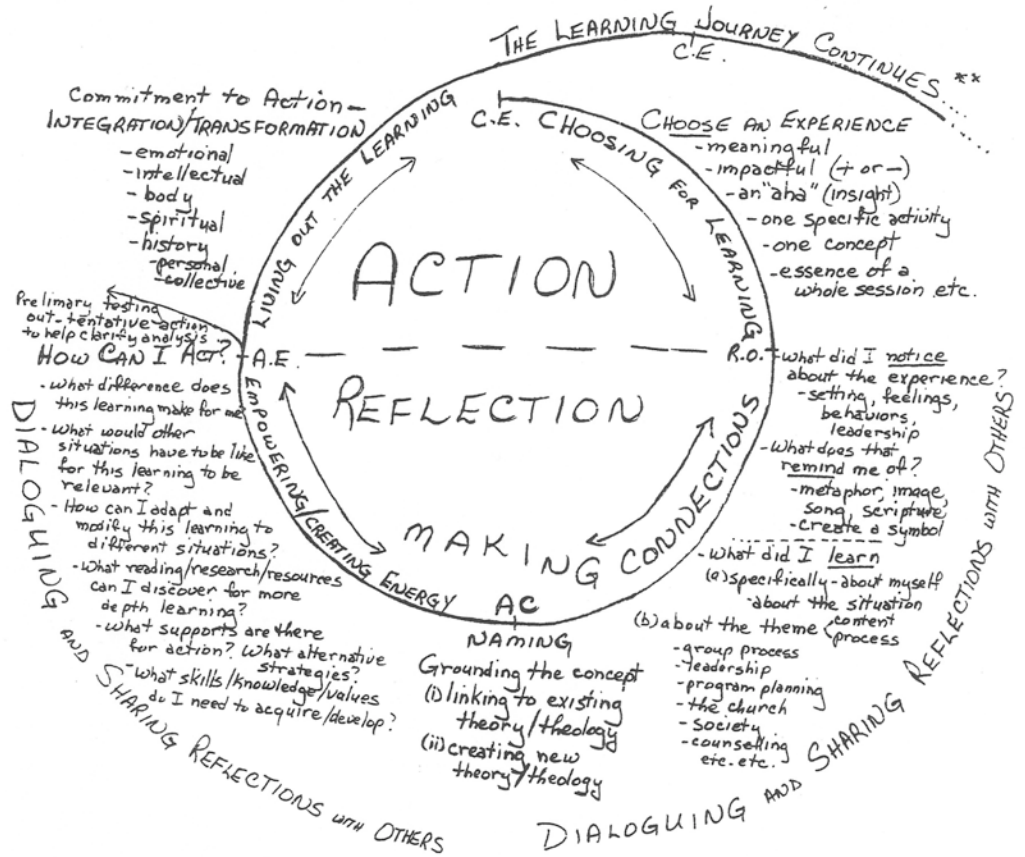 THE LEARNING JOURNEY CONTINUES....**
C.E.
C.E. CHOOSING FOR LEARNING
CHOOSE AN EXPERIENCE
- meaningful
- impactful (+ or -)
- an "aha" (insight)
- one specific activity
- one concept
- essence of a
whole session etc.
R.O.
- What did I notice
about the experience?
- setting, feelings,
behaviors,
leadership
- What does that
remind me of?
- metaphor, image,
song, scripture,
- create a symbol
- What did I learn
(a) specifically - about myself
- about the situation
(b) about the theme < content
process
- group process
- leadership
- program planning
- the church
- society
- counselling
etc. etc.
DIALOGUING AND SHARING REFLECTIONS WITH OTHERS
MAKING CONNECTIONS
AC
NAMING
Grounding the concept
(i) linking to existing
theory/theology
(ii) creating new
theory/theology
EMPOWERING/CREATING ENERGY
A.E.
Prelimary testing
out - tentative action
to help clarify analysis
HOW CAN I ACT?
- What difference does
this learning make for me
- What would other
situations have to be like
for this learning to be
relevant?
- How can I adapt and
modify this learning to
different situations?
- What reading/research/resources
can I discover for more
depth learning?
- What supports are there
for action? What alternative
strategies?
- What skills/knowledge/values
do I need to acquire/develop?
DIALOGUING AND SHARING REFLECTIONS WITH OTHERS
LIVING OUT THE LEARNING
Commitment to Action -
INTEGRATION/TRANSFORMATION
- emotional
- intellectual
- body
- spiritual
- history
- personal
- collective
ACTION
REFLECTION